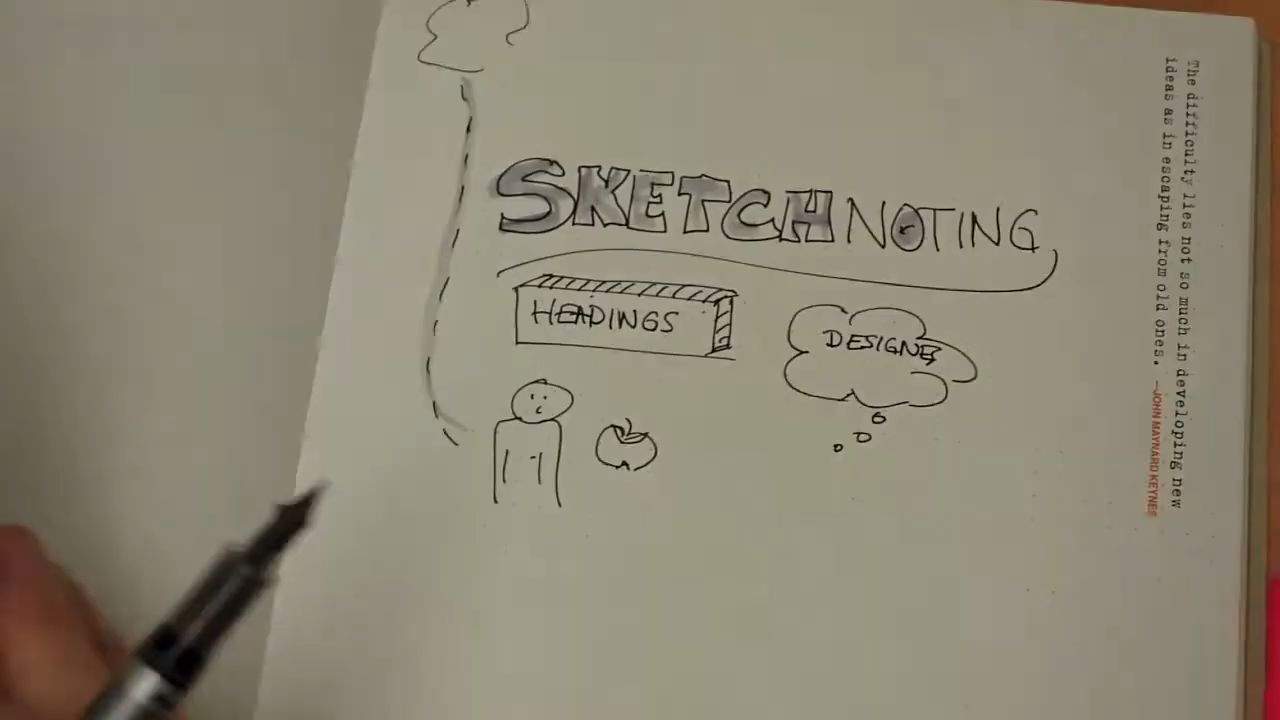 SKETCHNOTING
HEADINGS
DESIGNE
The difficulty lies not so much in developing new
ideas as in escaping from old ones. —JOHN MAYNARD KEYNES